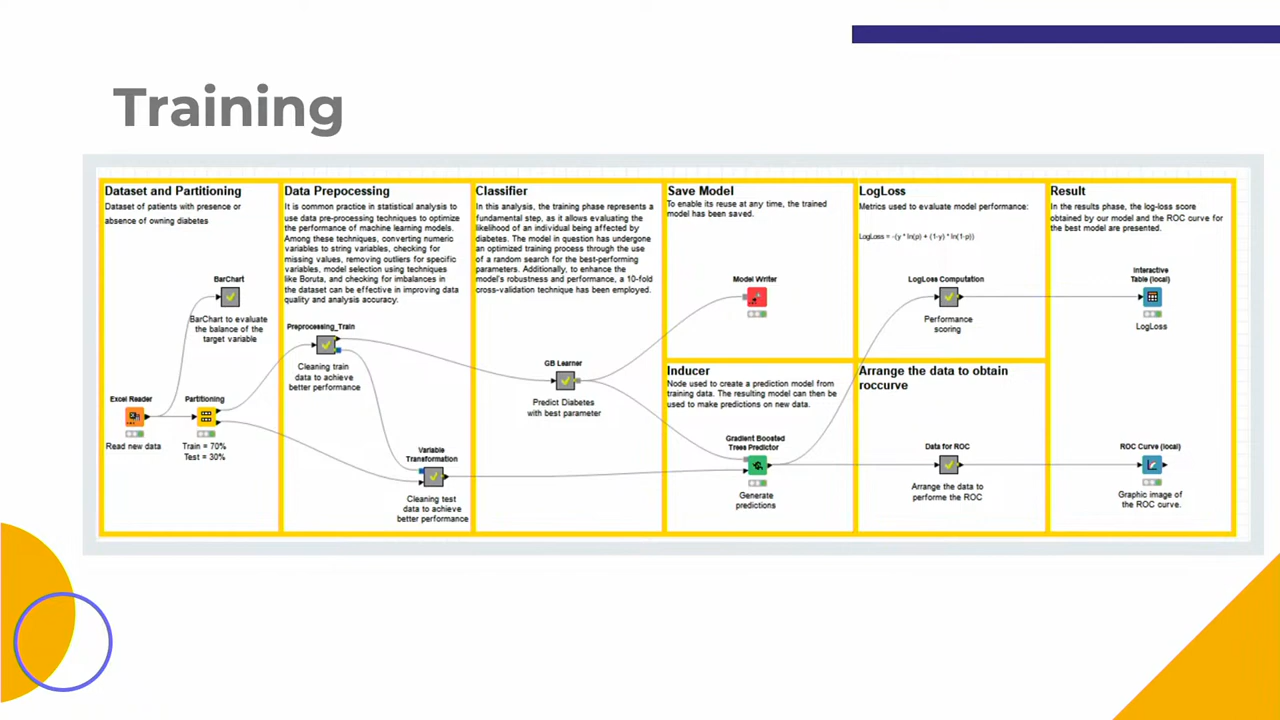 Training
Dataset and Partitioning
Dataset of patients with presence or
absence of owning diabetes
BarChart
BarChart to evaluate
the balance of the
target variable
Excel Reader
Read new data
Partitioning
Train = 70%
Test = 30%
Data Prepocessing
It is common practice in statistical analysis to
use data pre-processing techniques to optimize
the performance of machine learning models.
Among these techniques, converting numeric
variables to string variables, checking for
missing values, removing outliers for specific
variables, model selection using techniques
like Boruta, and checking for imbalances in
the dataset can be effective in improving data
quality and analysis accuracy.
Preprocessing_Train
Cleaning train
data to achieve
better performance
Variable
Transformation
Cleaning test
data to achieve
better performance
Classifier
In this analysis, the training phase represents a
fundamental step, as it allows evaluating the
likelihood of an individual being affected by
diabetes. The model in question has undergone
an optimized training process through the use
of a random search for the best-performing
parameters. Additionally, to enhance the
model's robustness and performance, a 10-fold
cross-validation technique has been employed.
GB Learner
Predict Diabetes
with best parameter
Save Model
To enable its reuse at any time, the trained
model has been saved.
Model Writer
Inducer
Node used to create a prediction model from
training data. The resulting model can then be
used to make predictions on new data.
Gradient Boosted
Trees Predictor
Generate
predictions
LogLoss
Metrics used to evaluate model performance:
LogLoss = -(y * ln(p) + (1-y) * ln(1-p))
LogLoss Computation
Performance
scoring
Arrange the data to obtain
roccurve
Data for ROC
Arrange the data to
performe the ROC
Result
In the results phase, the log-loss score
obtained by our model and the ROC curve for
the best model are presented.
Interactive
Table (local)
LogLoss
ROC Curve (local)
Graphic image of
the ROC curve.